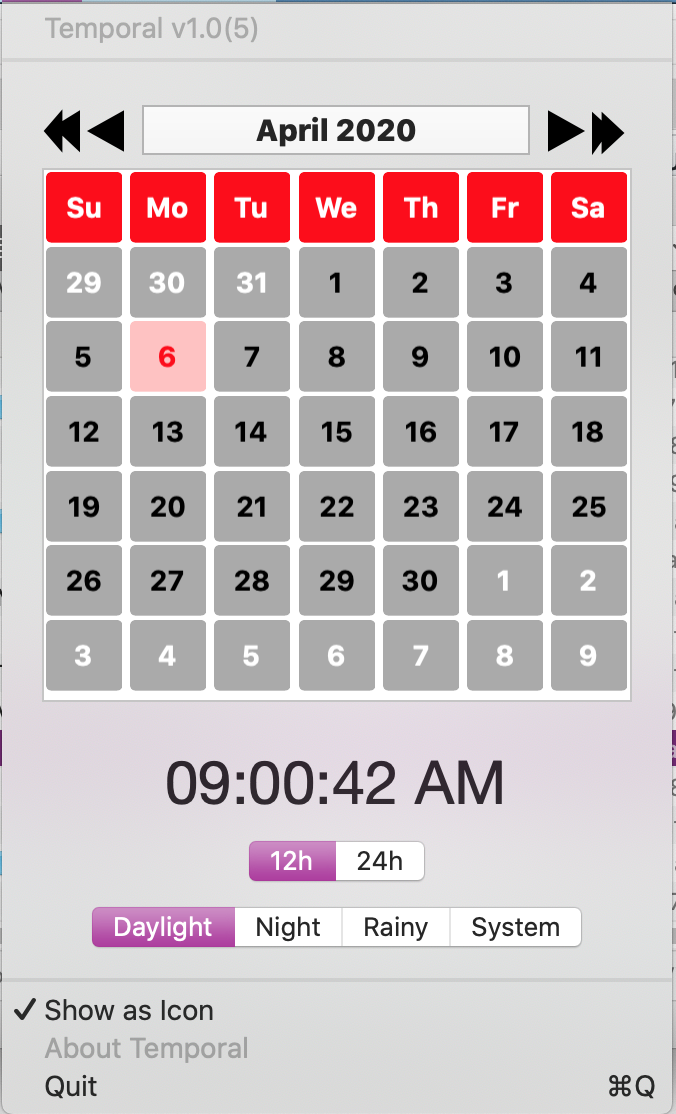 Temporal v1.0(5)
April 2020
Su Mo Tu We Th Fr Sa
29 30 31 1 2 3 4
5 6 7 8 9 10 11
12 13 14 15 16 17 18
19 20 21 22 23 24 25
26 27 28 29 30 1 2
3 4 5 6 7 8 9
09:00:42 AM
12h 24h
Daylight Night Rainy System
✓ Show as Icon
About Temporal
Quit ⌘Q